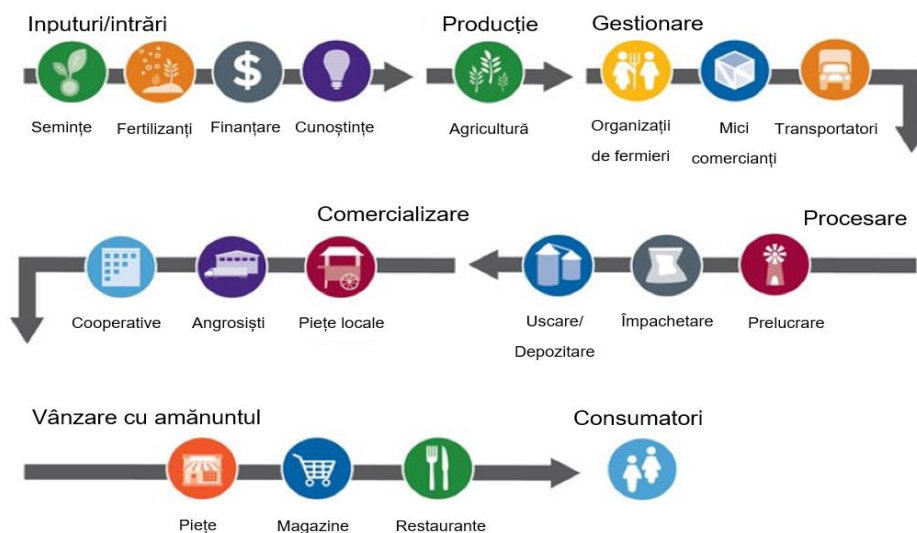 Inputuri/intrări
Producție
Gestionare
Semințe
Fertilizanți
Finanțare
Cunoștințe
Agricultură
Organizații
de fermieri
Mici
comercianți
Transportatori
Comercializare
Procesare
Cooperative
Angrosiști
Piețe locale
Uscare/
Depozitare
Împachetare
Prelucrare
Vânzare cu amănuntul
Consumatori
Piețe
Magazine
Restaurante